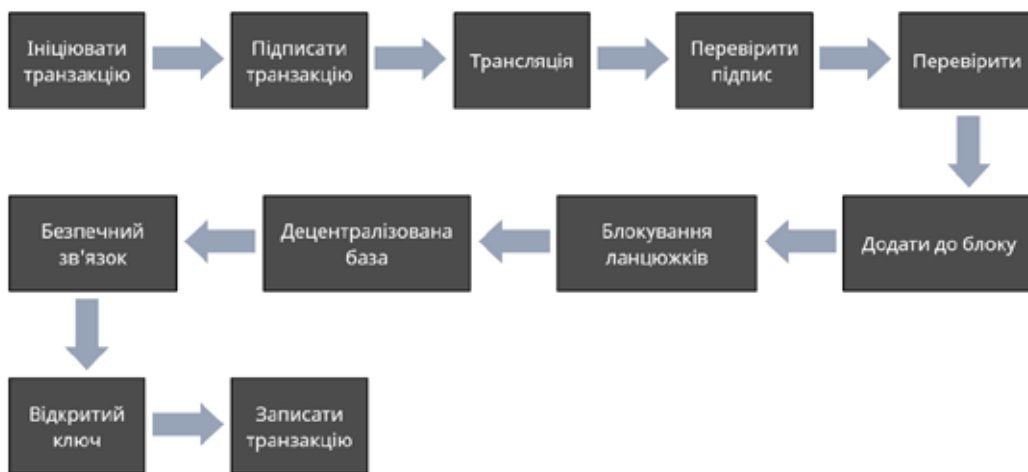 Ініціювати
транзакцію
Підписати
транзакцію
Трансляція
Перевірити
підпис
Перевірити
Додати до блоку
Блокування
ланцюжків
Децентралізована
база
Безпечний
зв'язок
Відкритий
ключ
Записати
транзакцію